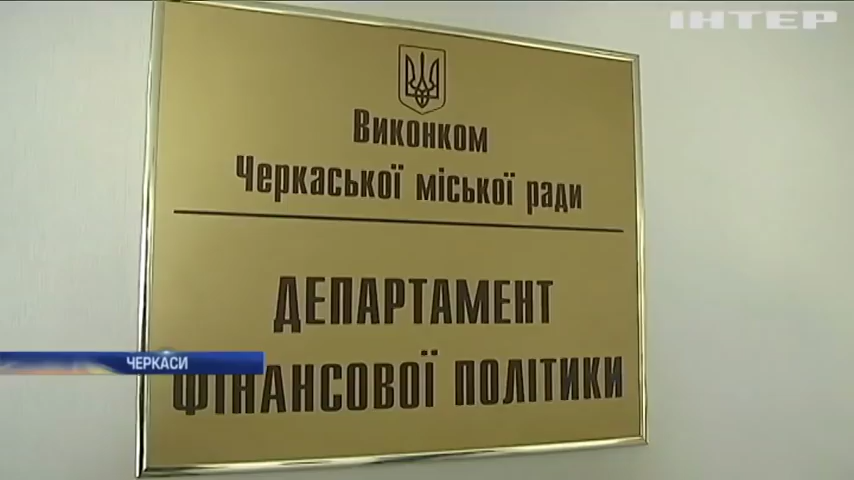 ІНТЕР
Виконком
Черкаської міської ради
ДЕПАРТАМЕНТ
ЧЕРКАСИ
ФІНАНСОВОЇ ПОЛІТИКИ